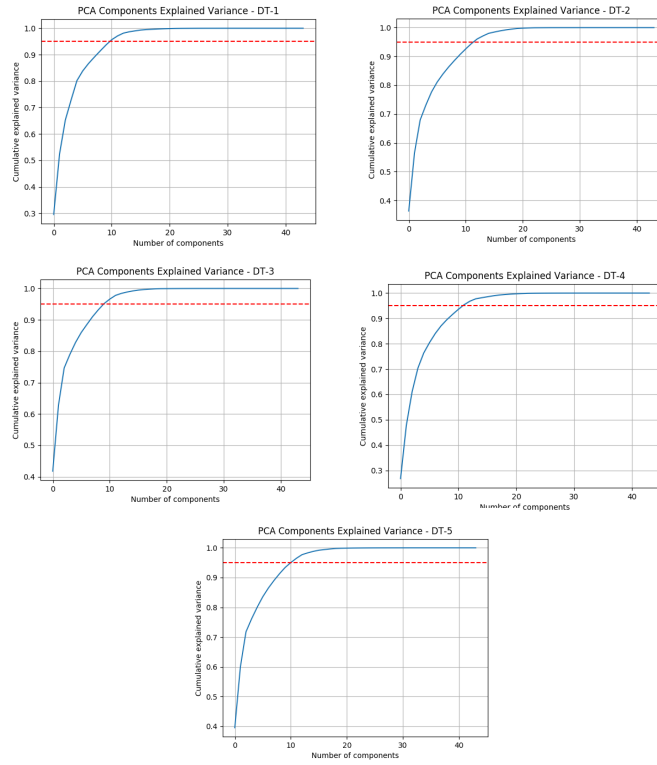 PCA Components Explained Variance - DT-1
1.0
0.9
0.8
0.7
0.6
0.5
0.4
0.3
Cumulative explained variance
0 10 20 30 40
Number of components
PCA Components Explained Variance - DT-2
1.0
0.9
0.8
0.7
0.6
0.5
0.4
Cumulative explained variance
0 10 20 30 40
Number of components
PCA Components Explained Variance - DT-3
1.0
0.9
0.8
0.7
0.6
0.5
0.4
Cumulative explained variance
0 10 20 30 40
Number of components
PCA Components Explained Variance - DT-4
1.0
0.9
0.8
0.7
0.6
0.5
0.4
0.3
Cumulative explained variance
0 10 20 30 40
Number of components
PCA Components Explained Variance - DT-5
1.0
0.9
0.8
0.7
0.6
0.5
0.4
Cumulative explained variance
0 10 20 30 40
Number of components